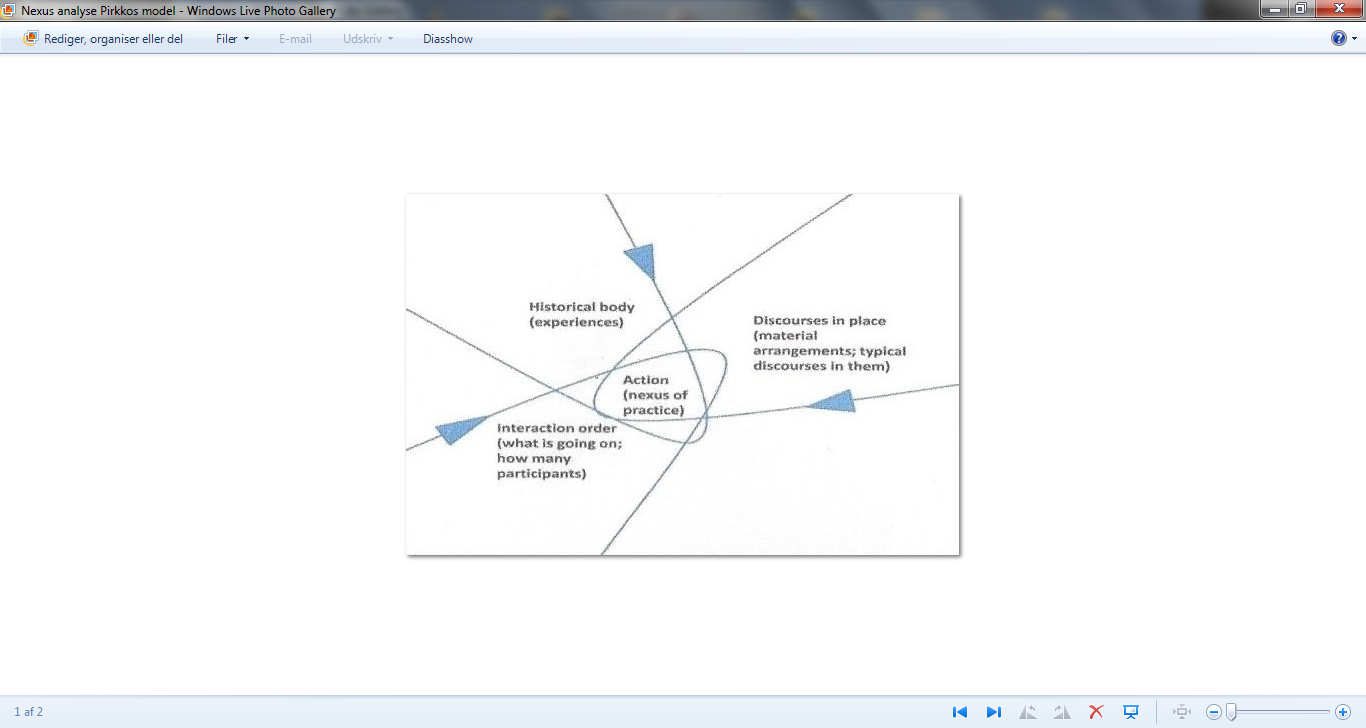 Nexus analyse Pirkkos model - Windows Live Photo Gallery
Rediger, organiser eller del
Filer
E-mail
Udskriv
Diasshow
Historical body
(experiences)
Discourses in place
(material
arrangements; typical
discourses in them)
Action
(nexus of
practice)
Interaction order
(what is going on;
how many
participants)
1 af 2